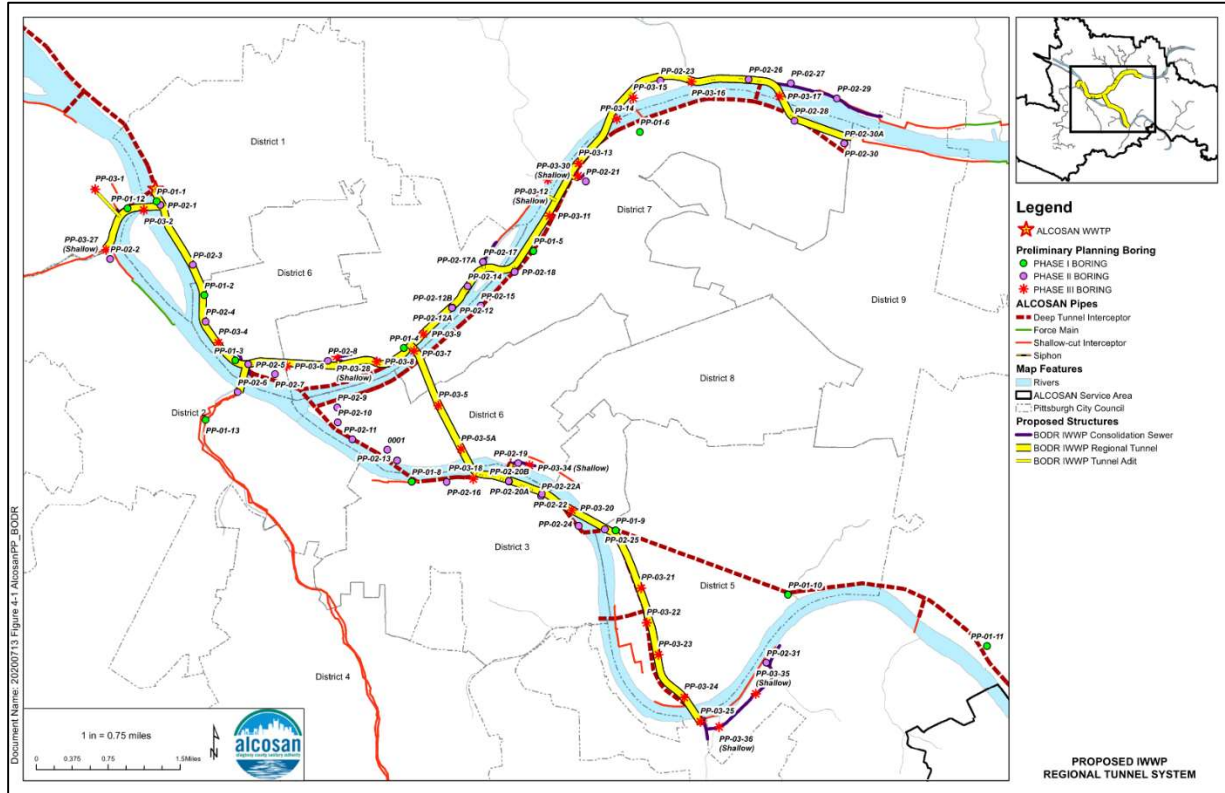 PP-02-23
PP-02-26
PP-02-27
PP-03-15
PP-03-16
PP-03-17
PP-02-29
PP-03-14
PP-02-28
PP-01-6
PP-02-30A
District 1
PP-03-13
PP-02-30
PP-03-30
(Shallow)
PP-03-1
PP-01-1
PP-02-21
PP-01-12
PP-02-1
PP-03-12
(Shallow)
District 7
PP-03-2
PP-03-11
PP-03-27
(Shallow)
PP-01-5
PP-02-2
PP-02-17
PP-02-3
PP-02-17A
District 6
PP-02-18
PP-02-14
PP-01-2
PP-02-12B
PP-02-15
PP-02-12
District 9
PP-02-4
PP-02-12A
PP-03-4
PP-03-9
PP-01-4
PP-02-8
PP-03-7
PP-01-3
PP-02-5
PP-03-6
PP-03-8
PP-03-28
(Shallow)
PP-02-6
PP-02-7
District 8
PP-02-9
PP-03-5
District 2
PP-02-10
District 6
PP-01-13
PP-02-11
0001
PP-03-5A
PP-02-13
PP-02-19
PP-01-8
PP-03-18
PP-03-34 (Shallow)
PP-02-20B
PP-02-16
PP-02-20A
PP-02-22A
PP-02-22
PP-03-20
PP-02-24
PP-01-9
PP-02-25
District 3
PP-03-21
District 5
PP-01-10
PP-03-22
PP-01-11
PP-03-23
PP-02-31
District 4
PP-03-35
(Shallow)
PP-03-24
PP-03-25
PP-03-36
(Shallow)
Document Name: 20200713 Figure 4-1 AlcosanPP_BODR
1 in = 0.75 miles
N
0 0.375 0.75 1.5Miles
alcosan
allegheny county sanitary authority
Legend
ALCOSAN WWTP
Preliminary Planning Boring
PHASE I BORING
PHASE II BORING
PHASE III BORING
ALCOSAN Pipes
Deep Tunnel Interceptor
Force Main
Shallow-cut Interceptor
Siphon
Map Features
Rivers
ALCOSAN Service Area
Pittsburgh City Council
Proposed Structures
BODR IWWP Consolidation Sewer
BODR IWWP Regional Tunnel
BODR IWWP Tunnel Adit
PROPOSED IWWP
REGIONAL TUNNEL SYSTEM